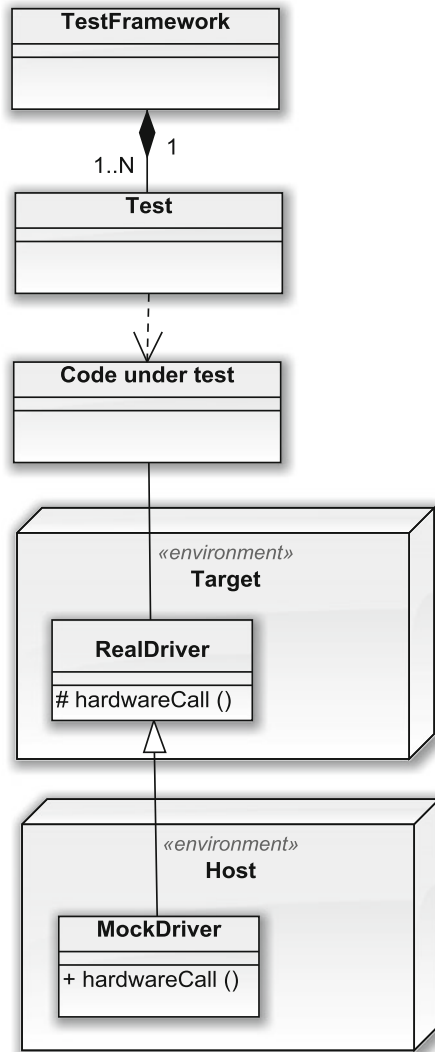 TestFramework
1
1..N
Test
Code under test
«environment»
Target
RealDriver
# hardwareCall ()
«environment»
Host
MockDriver
+ hardwareCall ()